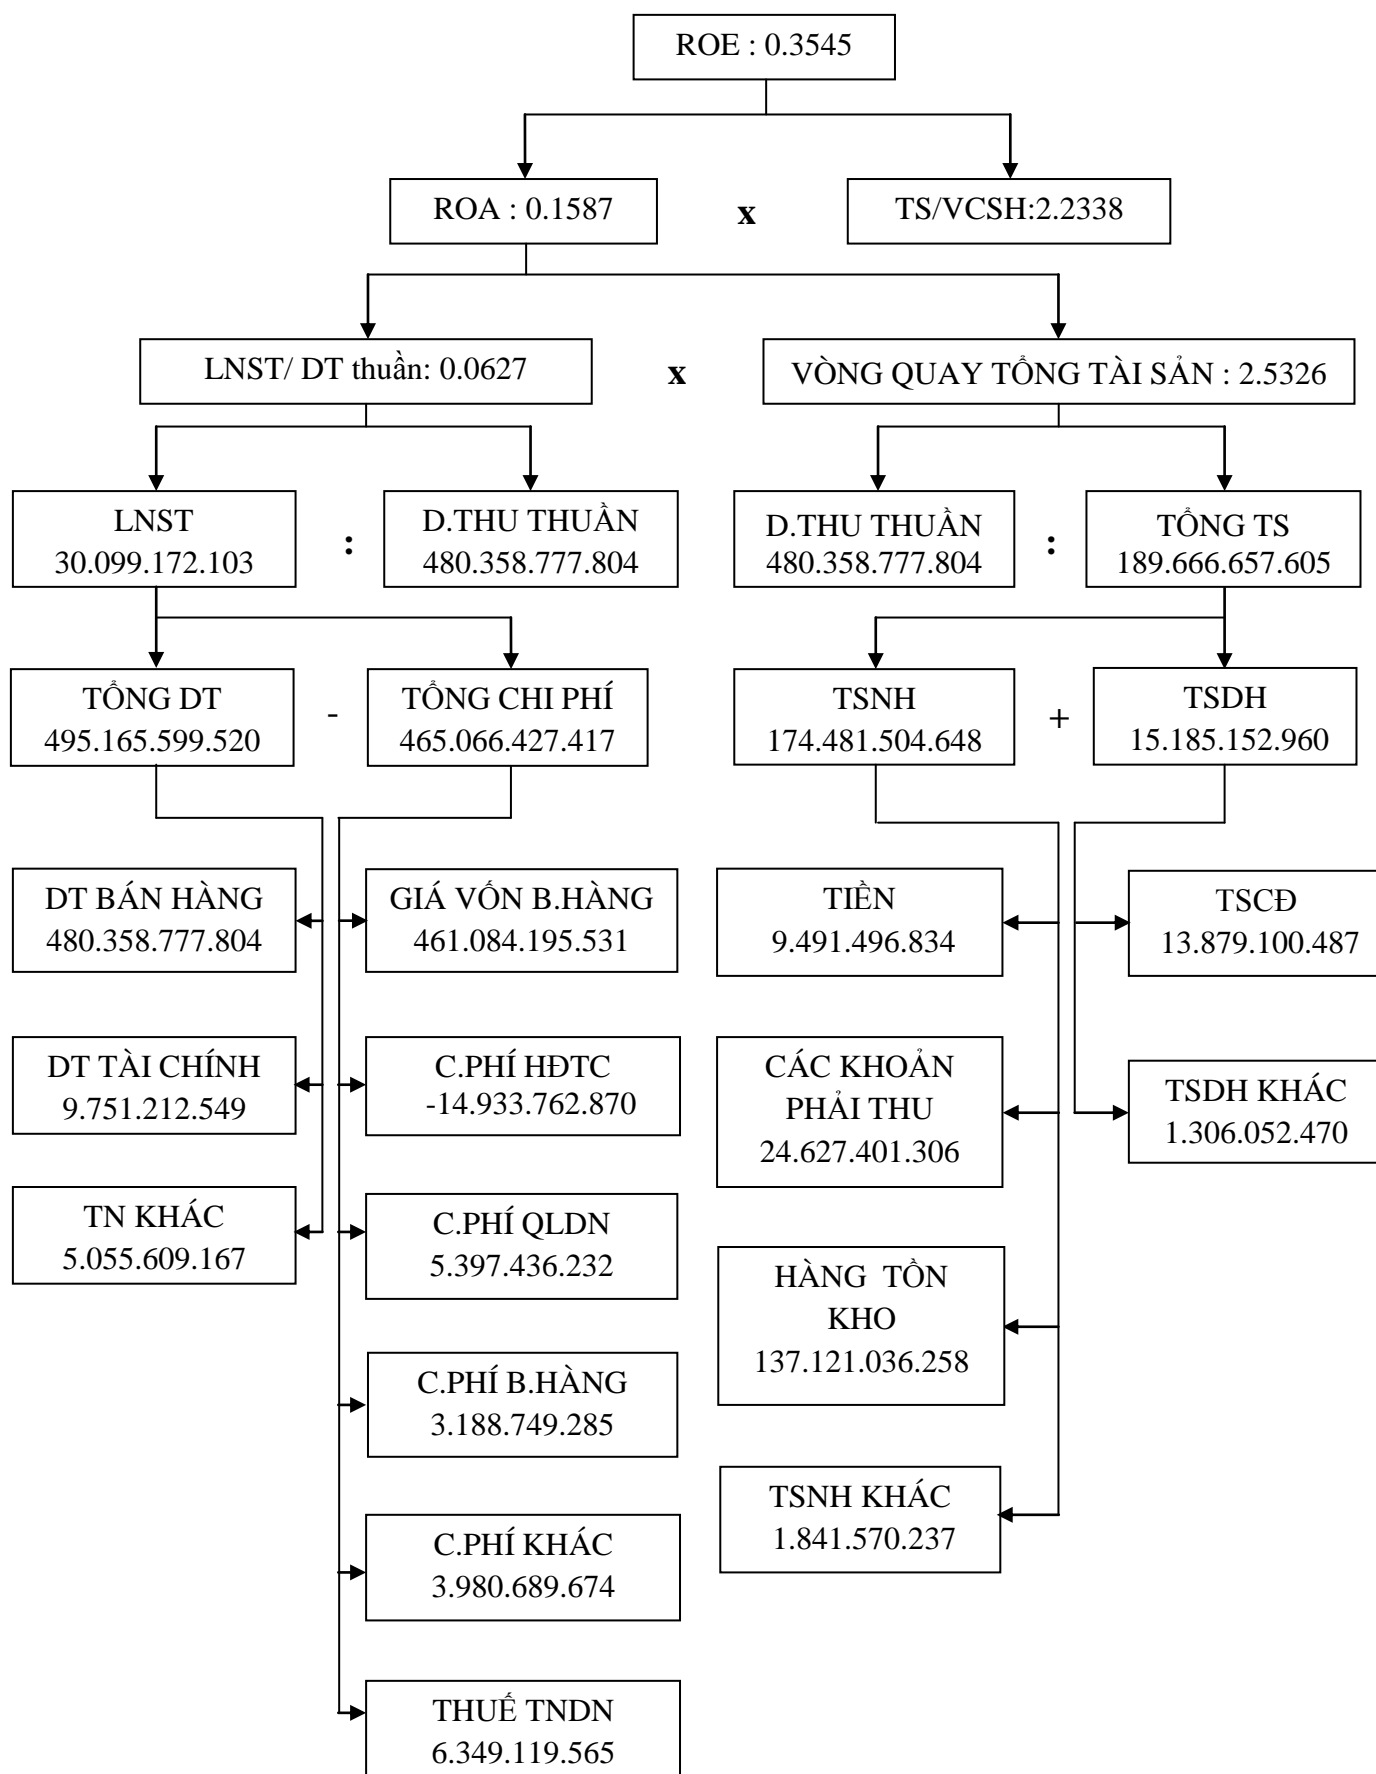 ROE : 0.3545
ROA : 0.1587
x
TS/VCSH:2.2338
LNST/ DT thuần: 0.0627
x
VÒNG QUAY TỔNG TÀI SẢN : 2.5326
LNST
30.099.172.103
:
D.THU THUẦN
480.358.777.804
D.THU THUẦN
480.358.777.804
:
TỔNG TS
189.666.657.605
TỔNG DT
495.165.599.520
-
TỔNG CHI PHÍ
465.066.427.417
TSNH
174.481.504.648
+
TSDH
15.185.152.960
DT BÁN HÀNG
480.358.777.804
GIÁ VỐN B.HÀNG
461.084.195.531
TIỀN
9.491.496.834
TSCĐ
13.879.100.487
DT TÀI CHÍNH
9.751.212.549
C.PHÍ HĐTC
-14.933.762.870
CÁC KHOẢN
PHẢI THU
24.627.401.306
TSDH KHÁC
1.306.052.470
TN KHÁC
5.055.609.167
C.PHÍ QLDN
5.397.436.232
HÀNG  TỒN
KHO
137.121.036.258
C.PHÍ B.HÀNG
3.188.749.285
TSNH KHÁC
1.841.570.237
C.PHÍ KHÁC
3.980.689.674
THUẾ TNDN
6.349.119.565